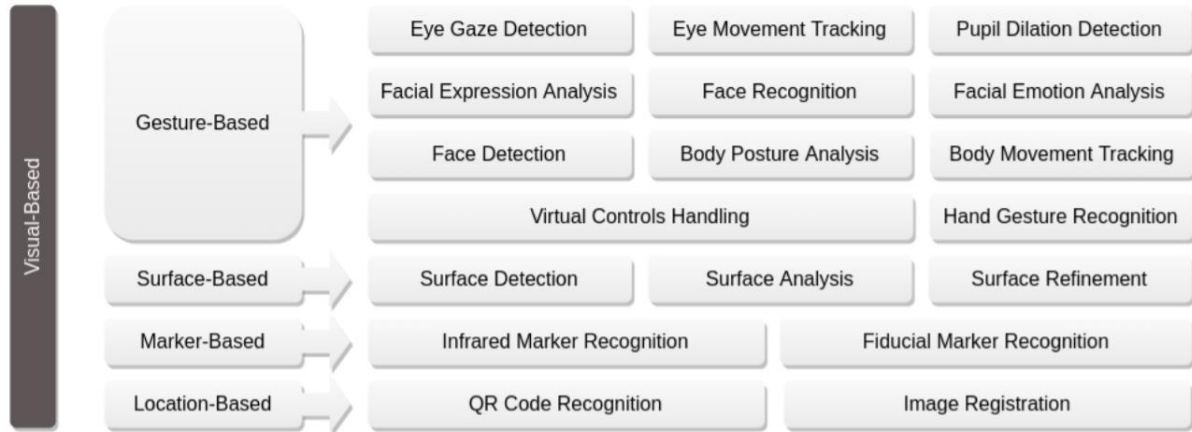 Visual-Based
Gesture-Based
Eye Gaze Detection
Eye Movement Tracking
Pupil Dilation Detection
Facial Expression Analysis
Face Recognition
Facial Emotion Analysis
Face Detection
Body Posture Analysis
Body Movement Tracking
Virtual Controls Handling
Hand Gesture Recognition
Surface-Based
Surface Detection
Surface Analysis
Surface Refinement
Marker-Based
Infrared Marker Recognition
Fiducial Marker Recognition
Location-Based
QR Code Recognition
Image Registration